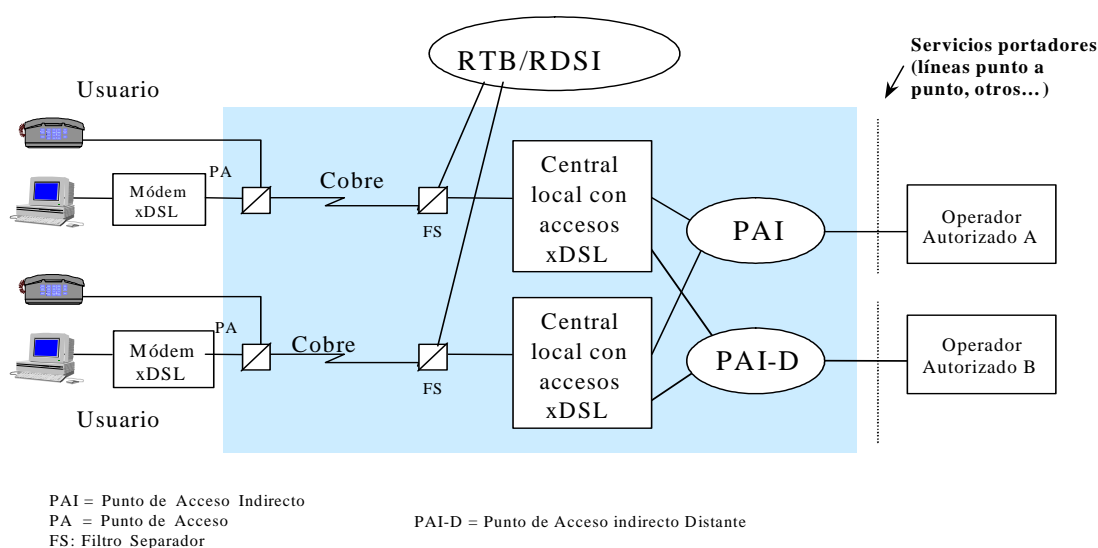 RTB/RDSI
Servicios portadores
(líneas punto a
punto, otros…)
Usuario
PA
Módem
xDSL
Cobre
FS
Central
local con
accesos
xDSL
PAI
Operador
Autorizado A
PA
Módem
xDSL
Cobre
FS
Central
local con
accesos
xDSL
PAI-D
Operador
Autorizado B
Usuario
PAI = Punto de Acceso Indirecto
PA = Punto de Acceso
PAI-D = Punto de Acceso indirecto Distante
FS: Filtro Separador